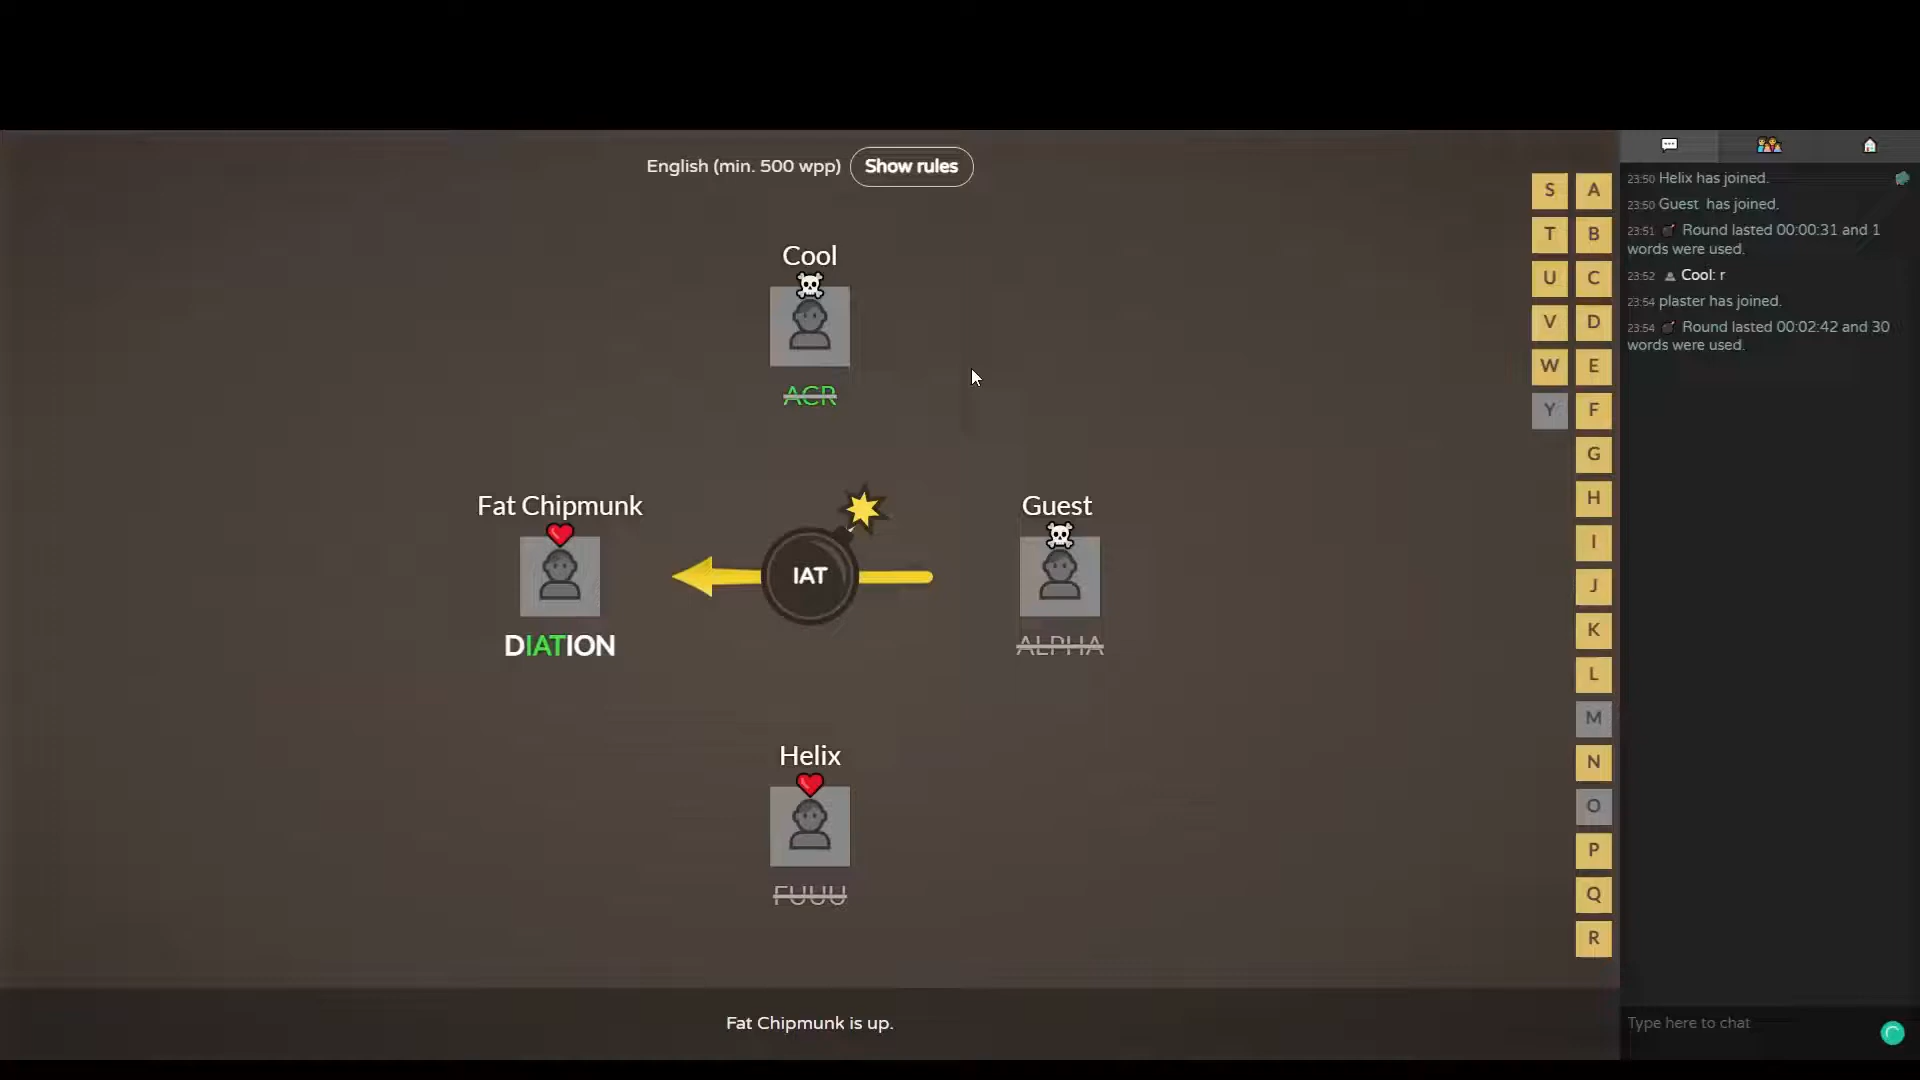 English (min. 500 wpp) Show rules
Cool
ACR
Fat Chipmunk
DIATION
IAT
Guest
ALPHA
Helix
FUUU
Fat Chipmunk is up.
S A
T B
U C
V D
W E
Y F
G
H
I
J
K
L
M
N
O
P
Q
R
23:50 Helix has joined.
23:50 Guest has joined.
23:51 Round lasted 00:00:31 and 1
words were used.
23:52 Cool: r
23:54 plaster has joined.
23:54 Round lasted 00:02:42 and 30
words were used.
Type here to chat